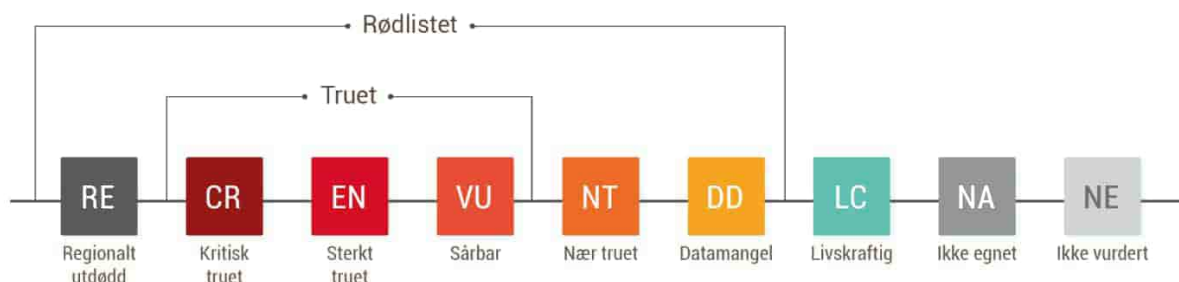 Rødlistet
Truet
RE
CR
EN
VU
NT
DD
LC
NA
NE
Regionalt
utdødd
Kritisk
truet
Sterkt
truet
Sårbar
Nær truet
Datamangel
Livskraftig
Ikke egnet
Ikke vurdert